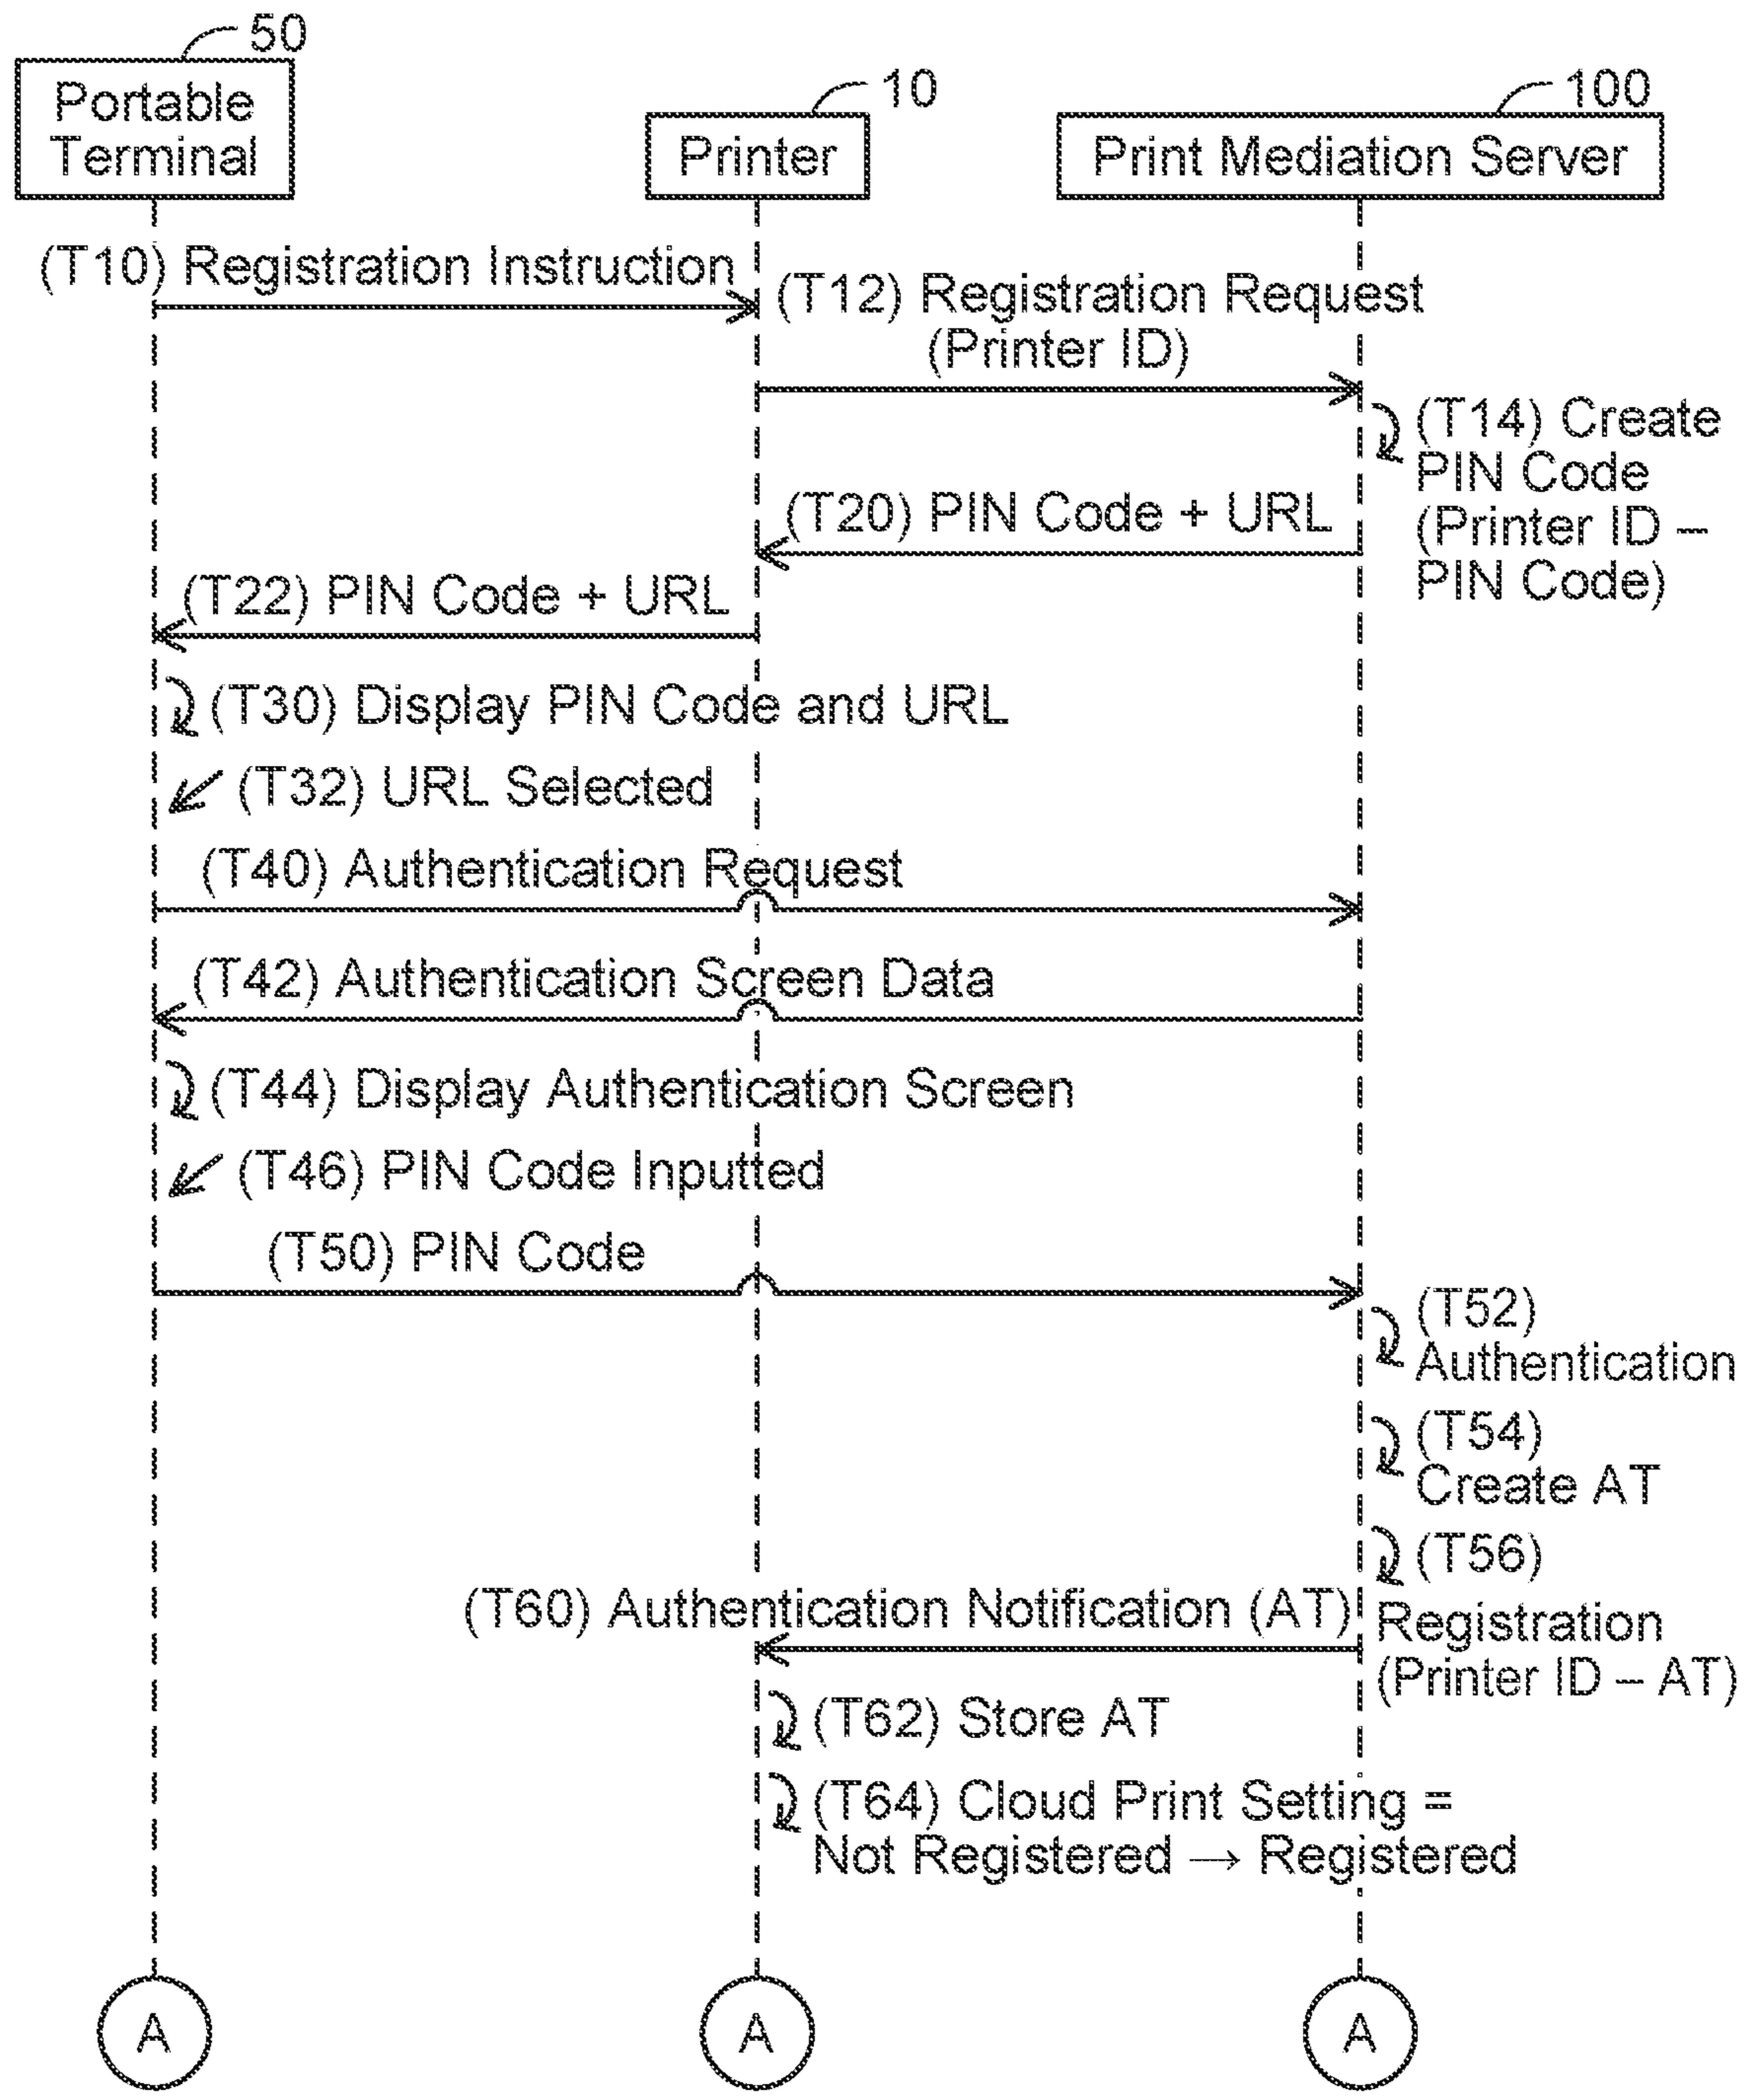 50
Portable
Terminal
10
Printer
100
Print Mediation Server
(T10) Registration Instruction
(T12) Registration Request
(Printer ID)
(T14) Create
PIN Code
(Printer ID –
PIN Code)
(T20) PIN Code + URL
(T22) PIN Code + URL
(T30) Display PIN Code and URL
(T32) URL Selected
(T40) Authentication Request
(T42) Authentication Screen Data
(T44) Display Authentication Screen
(T46) PIN Code Inputted
(T50) PIN Code
(T52)
Authentication
(T54)
Create AT
(T56)
Registration
(Printer ID – AT)
(T60) Authentication Notification (AT)
(T62) Store AT
(T64) Cloud Print Setting =
Not Registered → Registered
A
A
A